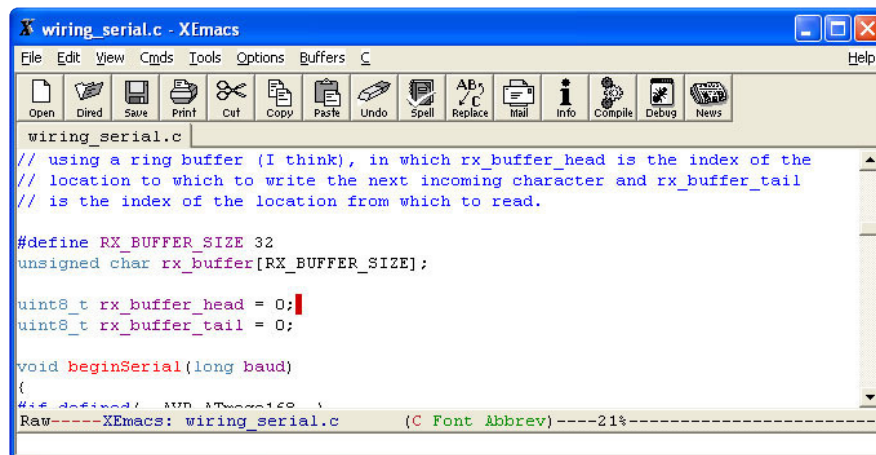 wiring_serial.c - XEmacs
File Edit View Cmds Tools Options Buffers C Help
Open Dired Save Print Cut Copy Paste Undo Spell Replace Mail Info Compile Debug News
wiring_serial.c
// using a ring buffer (I think), in which rx_buffer_head is the index of the
// location to which to write the next incoming character and rx_buffer_tail
// is the index of the location from which to read.
#define RX_BUFFER_SIZE 32
unsigned char rx_buffer[RX_BUFFER_SIZE];
uint8_t rx_buffer_head = 0;
uint8_t rx_buffer_tail = 0;
void beginSerial(long baud)
{
#if defined(__AVR_ATmega168__)
Raw-----XEmacs: wiring_serial.c (C Font Abbrev)----21%------------------------